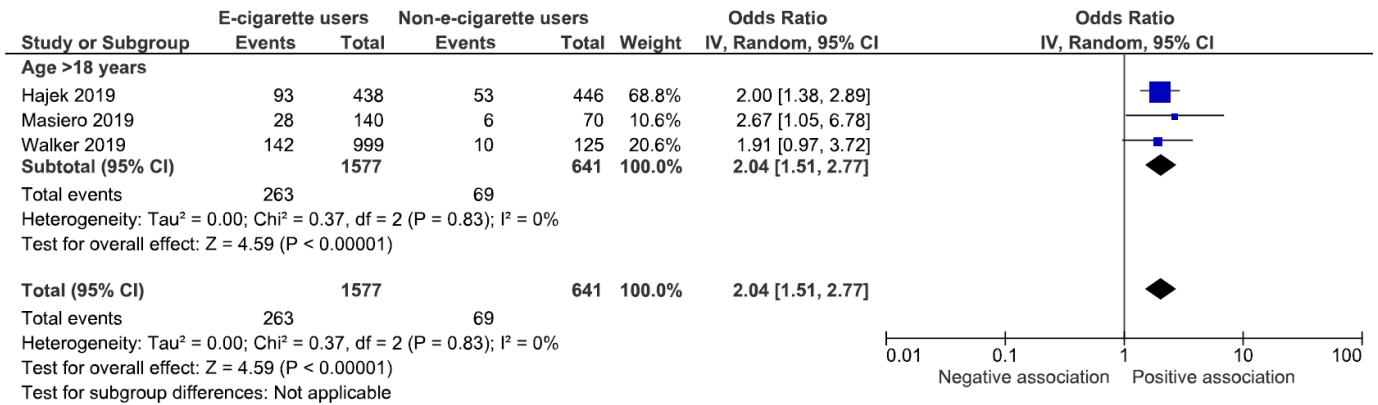 E-cigarette users Non-e-cigarette users Odds Ratio Odds Ratio
Study or Subgroup Events Total Events Total Weight IV, Random, 95% CI IV, Random, 95% CI
Age >18 years
Hajek 2019 93 438 53 446 68.8% 2.00 [1.38, 2.89]
Masiero 2019 28 140 6 70 10.6% 2.67 [1.05, 6.78]
Walker 2019 142 999 10 125 20.6% 1.91 [0.97, 3.72]
Subtotal (95% CI) 1577 641 100.0% 2.04 [1.51, 2.77]
Total events 263 69
Heterogeneity: Tau² = 0.00; Chi² = 0.37, df = 2 (P = 0.83); I² = 0%
Test for overall effect: Z = 4.59 (P < 0.00001)
Total (95% CI) 1577 641 100.0% 2.04 [1.51, 2.77]
Total events 263 69
Heterogeneity: Tau² = 0.00; Chi² = 0.37, df = 2 (P = 0.83); I² = 0%
Test for overall effect: Z = 4.59 (P < 0.00001)
Test for subgroup differences: Not applicable
0.01 0.1 1 10 100
Negative association Positive association